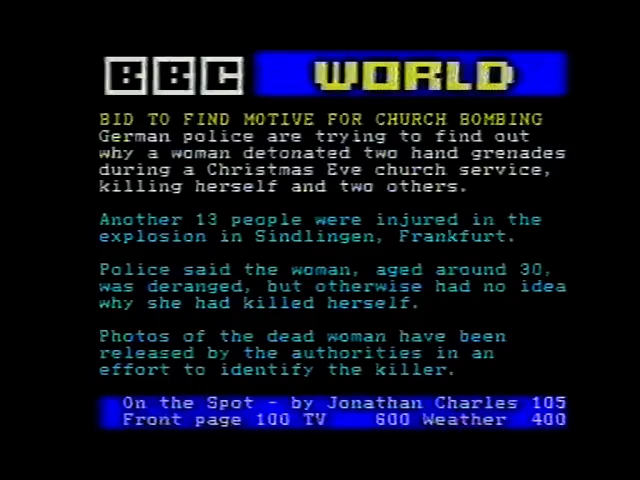 BBC WORLD
BID TO FIND MOTIVE FOR CHURCH BOMBING
German police are trying to find out
why a woman detonated two hand grenades
during a Christmas Eve church service,
killing herself and two others.
Another 13 people were injured in the
explosion in Sindlingen, Frankfurt.
Police said the woman, aged around 30,
was deranged, but otherwise had no idea
why she had killed herself.
Photos of the dead woman have been
released by the authorities in an
effort to identify the killer.
On the Spot - by Jonathan Charles 105
Front page 100 TV 600 Weather 400